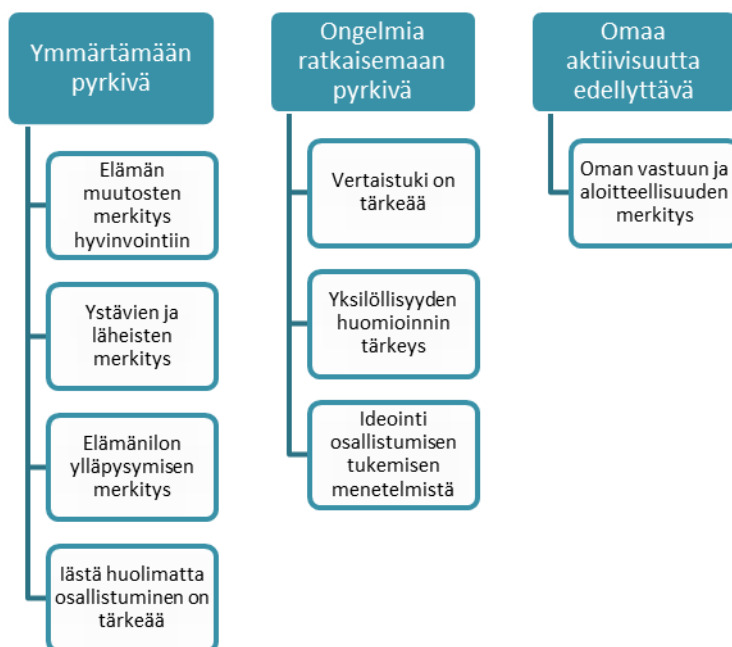 Ymmärtämään
pyrkivä
Elämän
muutosten
merkitys
hyvinvointiin
Ystävien ja
läheisten
merkitys
Elämänilon
ylläpysymisen
merkitys
Iästä huolimatta
osallistuminen on
tärkeää
Ongelmia
ratkaisemaan
pyrkivä
Vertaistuki on
tärkeää
Yksilöllisyyden
huomioinnin
tärkeys
Ideointi
osallistumisen
tukemisen
menetelmistä
Omaa
aktiivisuutta
edellyttävä
Oman vastuun ja
aloitteellisuuden
merkitys